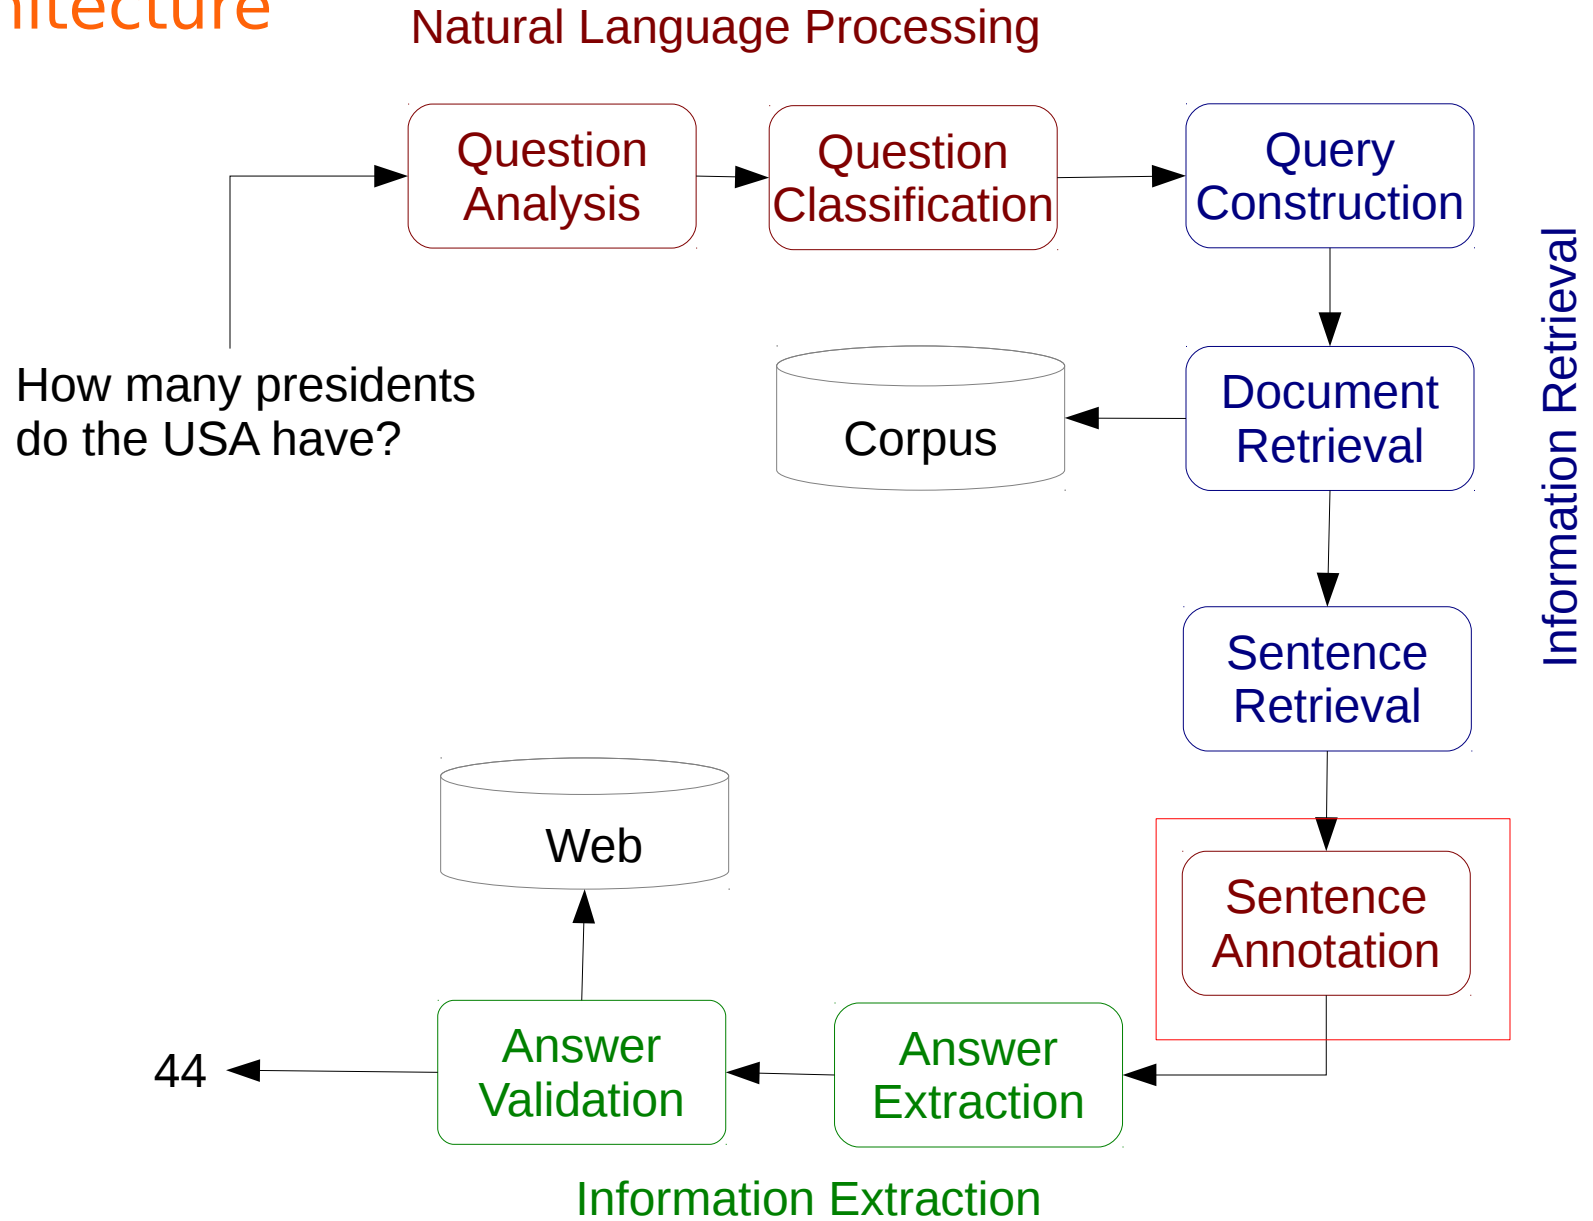 Natural Language Processing
Question
Analysis
Question
Classification
Query
Construction
How many presidents
do the USA have?
Corpus
Document
Retrieval
Information Retrieval
Sentence
Retrieval
Web
Sentence
Annotation
44
Answer
Validation
Answer
Extraction
Information Extraction